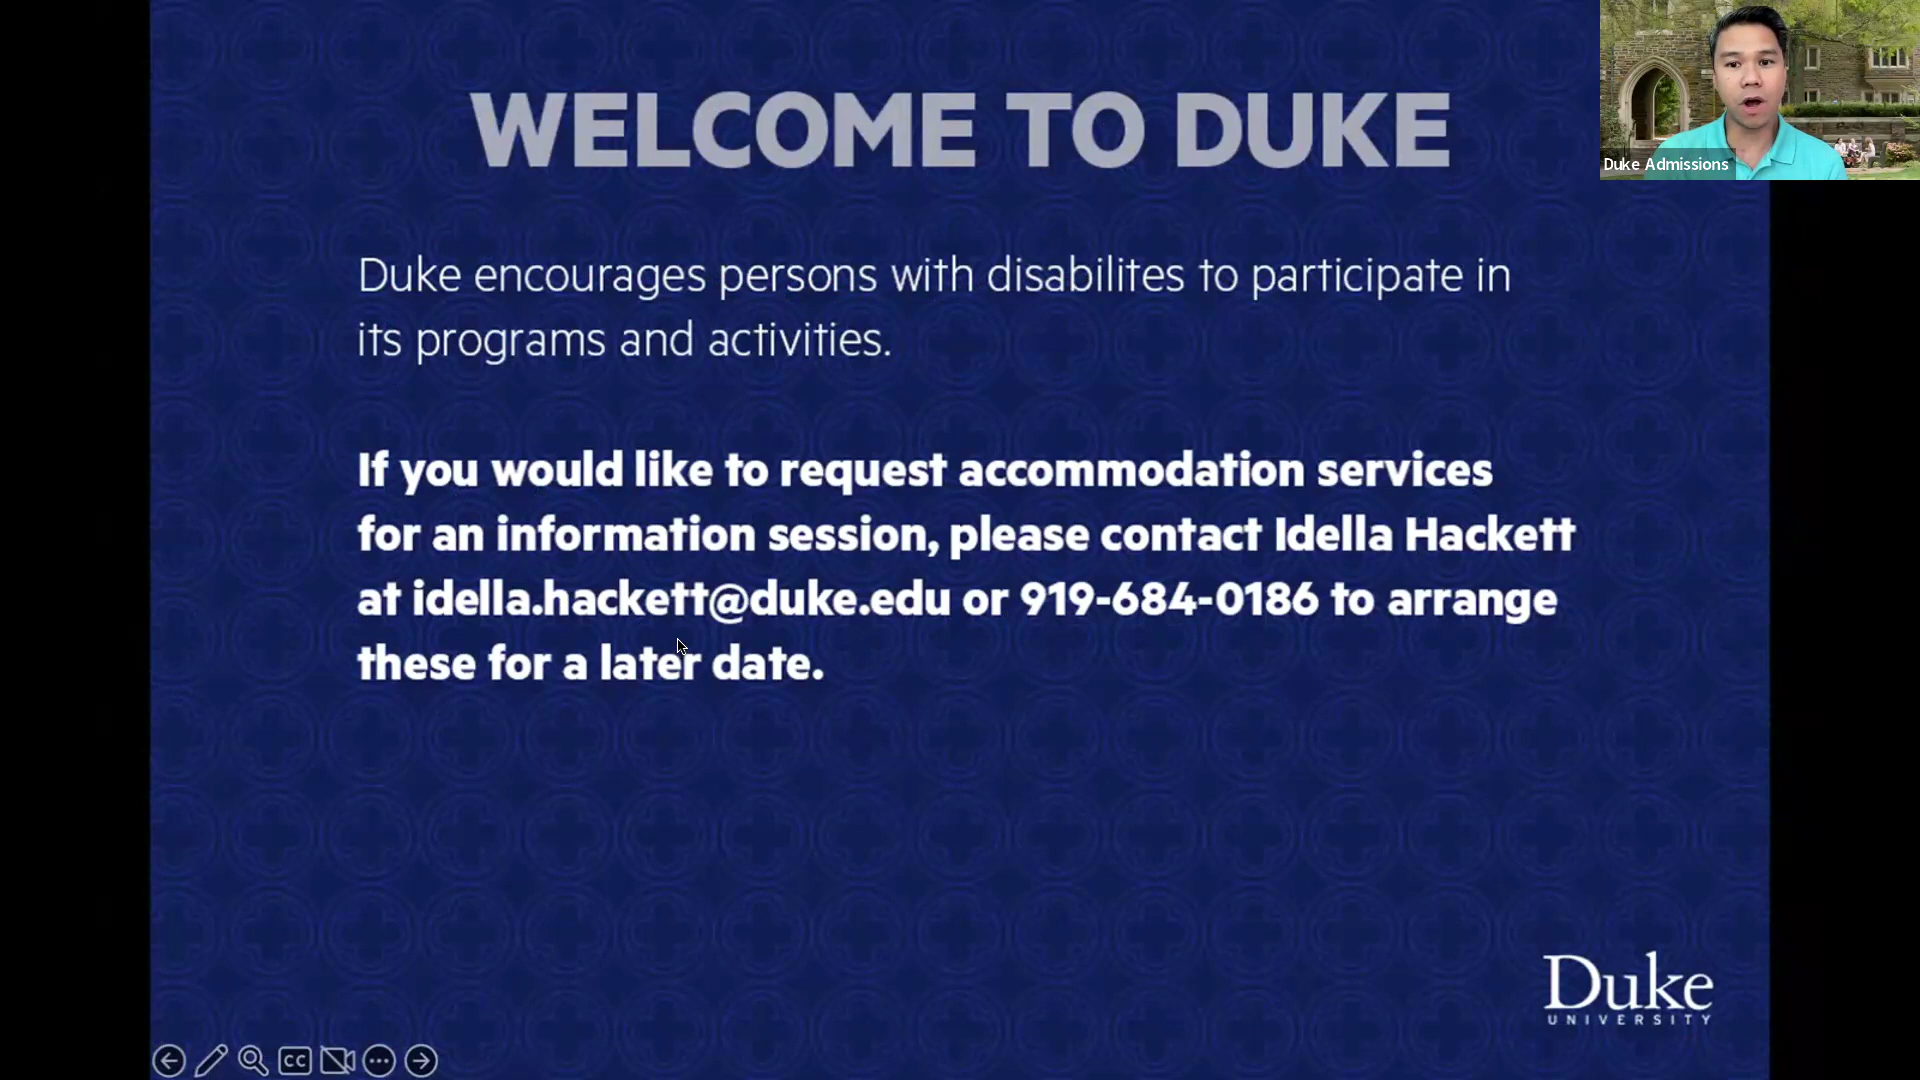 WELCOME TO DUKE
Duke Admissions
Duke encourages persons with disabilites to participate in
its programs and activities.
If you would like to request accommodation services
for an information session, please contact Idella Hackett
at idella.hackett@duke.edu or 919-684-0186 to arrange
these for a later date.
Duke
UNIVERSITY
CC